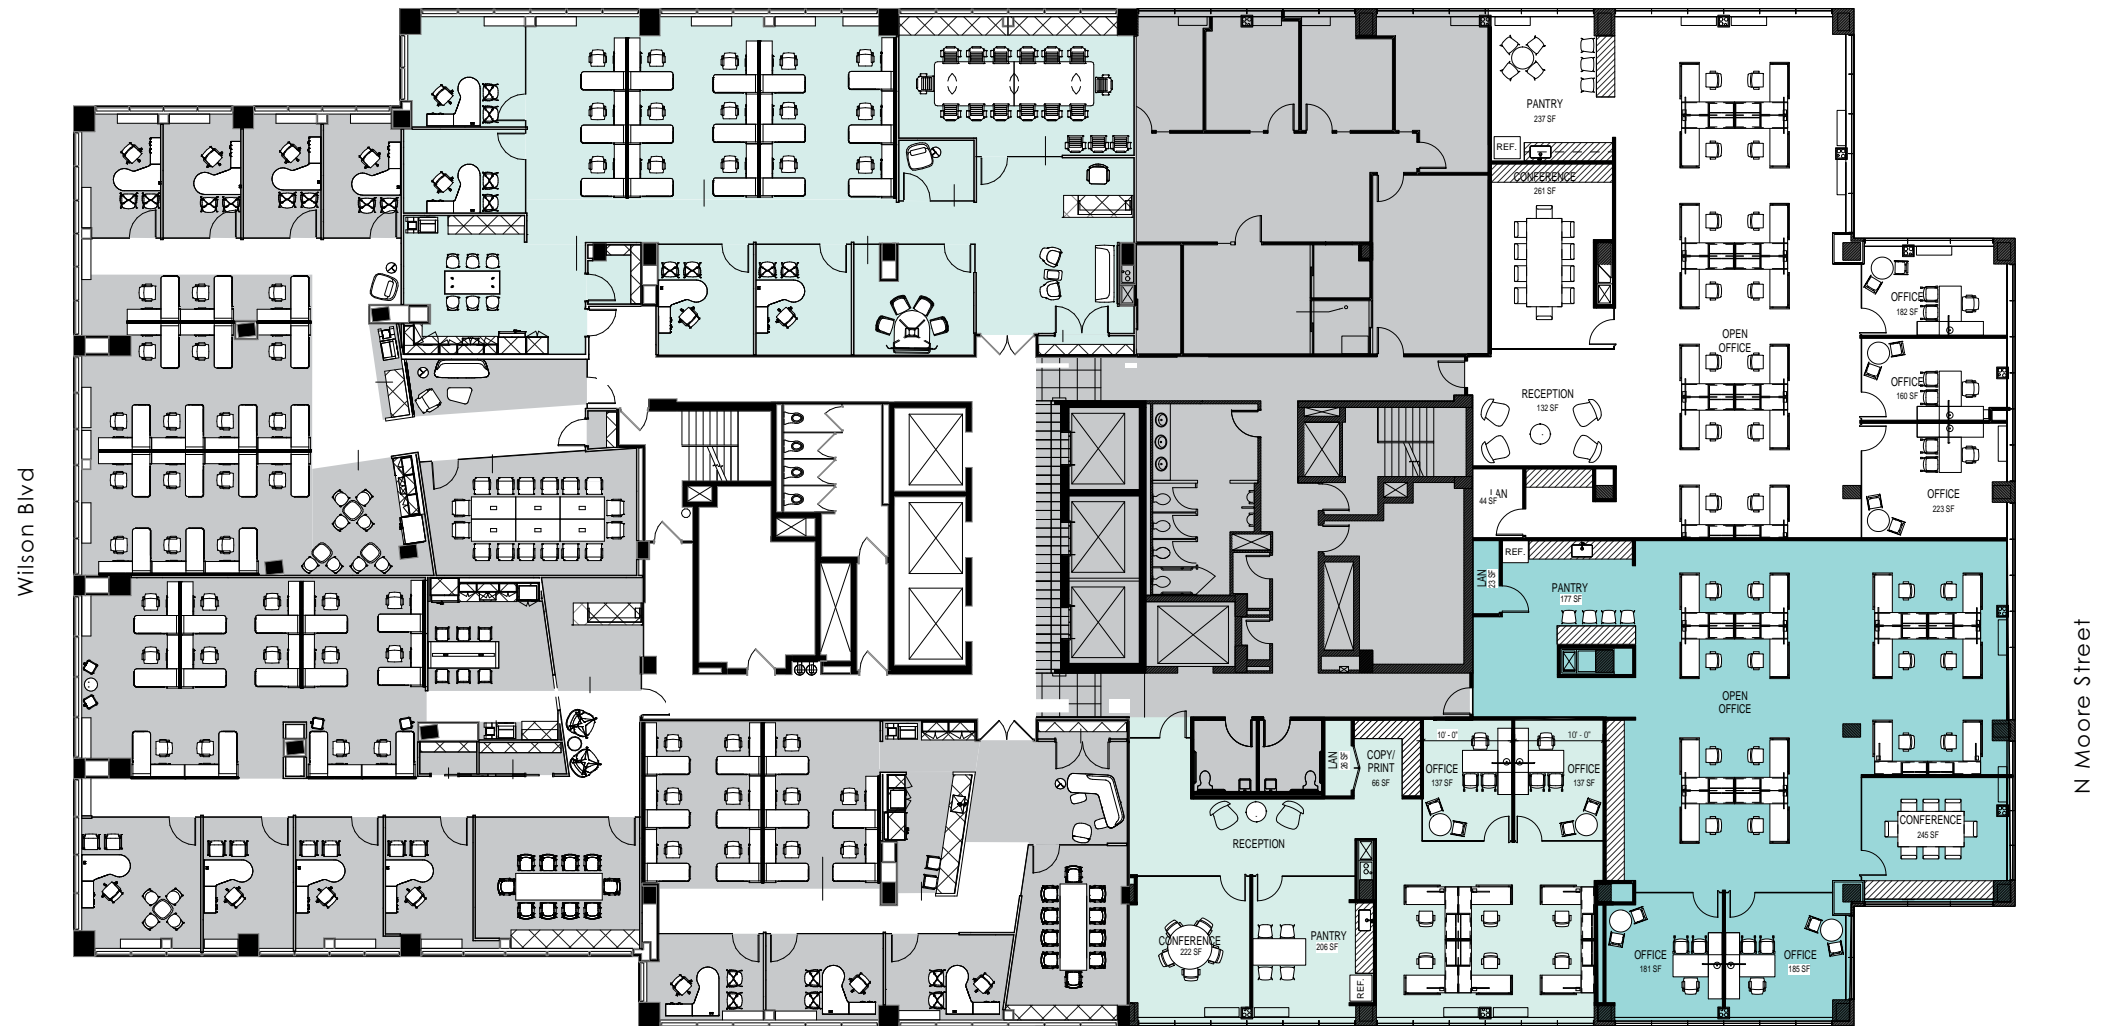 Wilson Blvd
N Moore Street
PANTRY
237 SF
REF.
CONFERENCE
261 SF
OPEN
OFFICE
OFFICE
182 SF
OFFICE
160 SF
OFFICE
223 SF
RECEPTION
132 SF
LAN
44 SF
REF.
LAN
23 SF
PANTRY
177 SF
OPEN
OFFICE
CONFERENCE
245 SF
OFFICE
181 SF
OFFICE
185 SF
LAN
26 SF
COPY/
PRINT
66 SF
10' - 0"
10' - 0"
OFFICE
137 SF
OFFICE
137 SF
RECEPTION
CONFERENCE
222 SF
PANTRY
206 SF
REF.